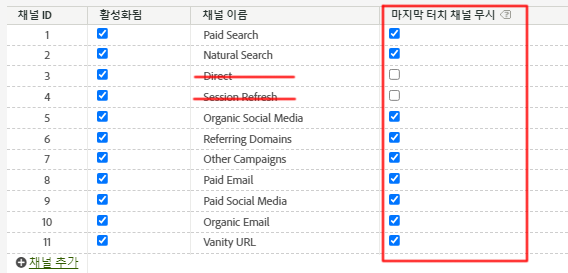 채널 ID 활성화됨 채널 이름 마지막 터치 채널 무시 ?
1 Paid Search
2 Natural Search
3 Direct
4 Session Refresh
5 Organic Social Media
6 Referring Domains
7 Other Campaigns
8 Paid Email
9 Paid Social Media
10 Organic Email
11 Vanity URL
채널 추가